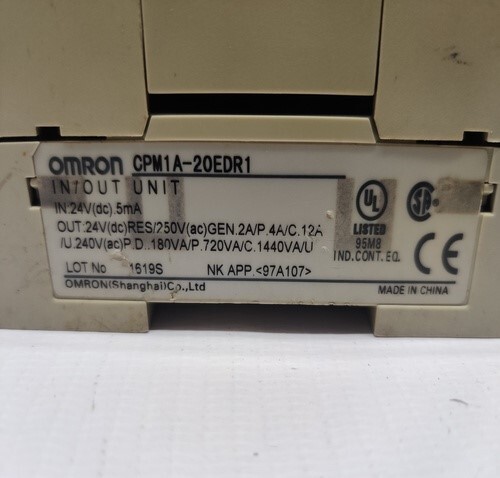 OMRON CPM1A-20EDR1
IN/OUT UNIT
IN:24V(dc).5mA
OUT:24V(dc)RES/250V(ac)GEN.2A/P.4A/C.12A
/U.240V(ac)P.D..180VA/P.720VA/C.1440VA/U
LOT No 1619S NK APP.<97A107>
OMRON(Shanghai)Co.,Ltd
UL
LISTED
95M8
IND.CONT.EQ.
SA
CE
MADE IN CHINA